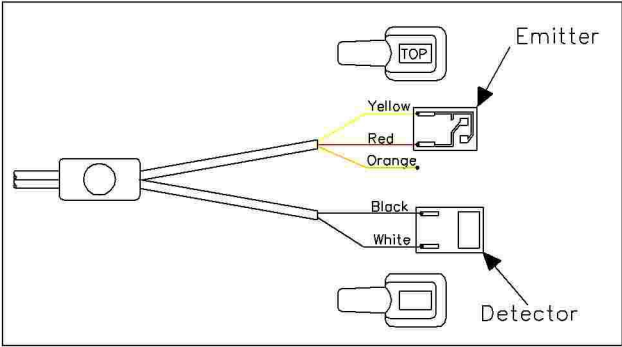 Emitter
TOP
Yellow
Red
Orange
Black
White
Detector